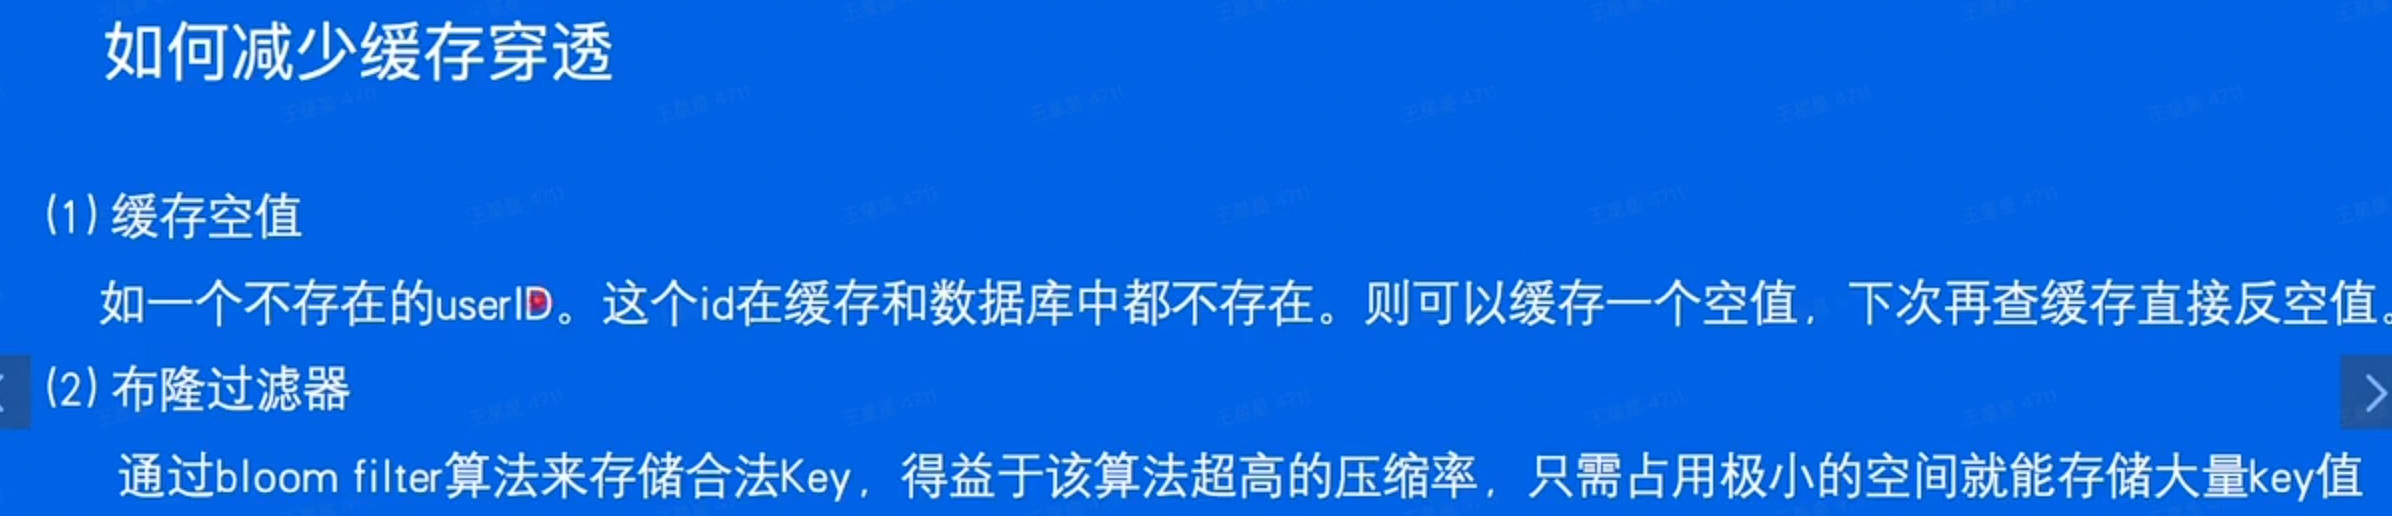 如何减少缓存穿透
(1) 缓存空值
如一个不存在的userID。这个id在缓存和数据库中都不存在。则可以缓存一个空值，下次再查缓存直接反空值。
(2) 布隆过滤器
通过bloom filter算法来存储合法Key，得益于该算法超高的压缩率，只需占用极小的空间就能存储大量key值